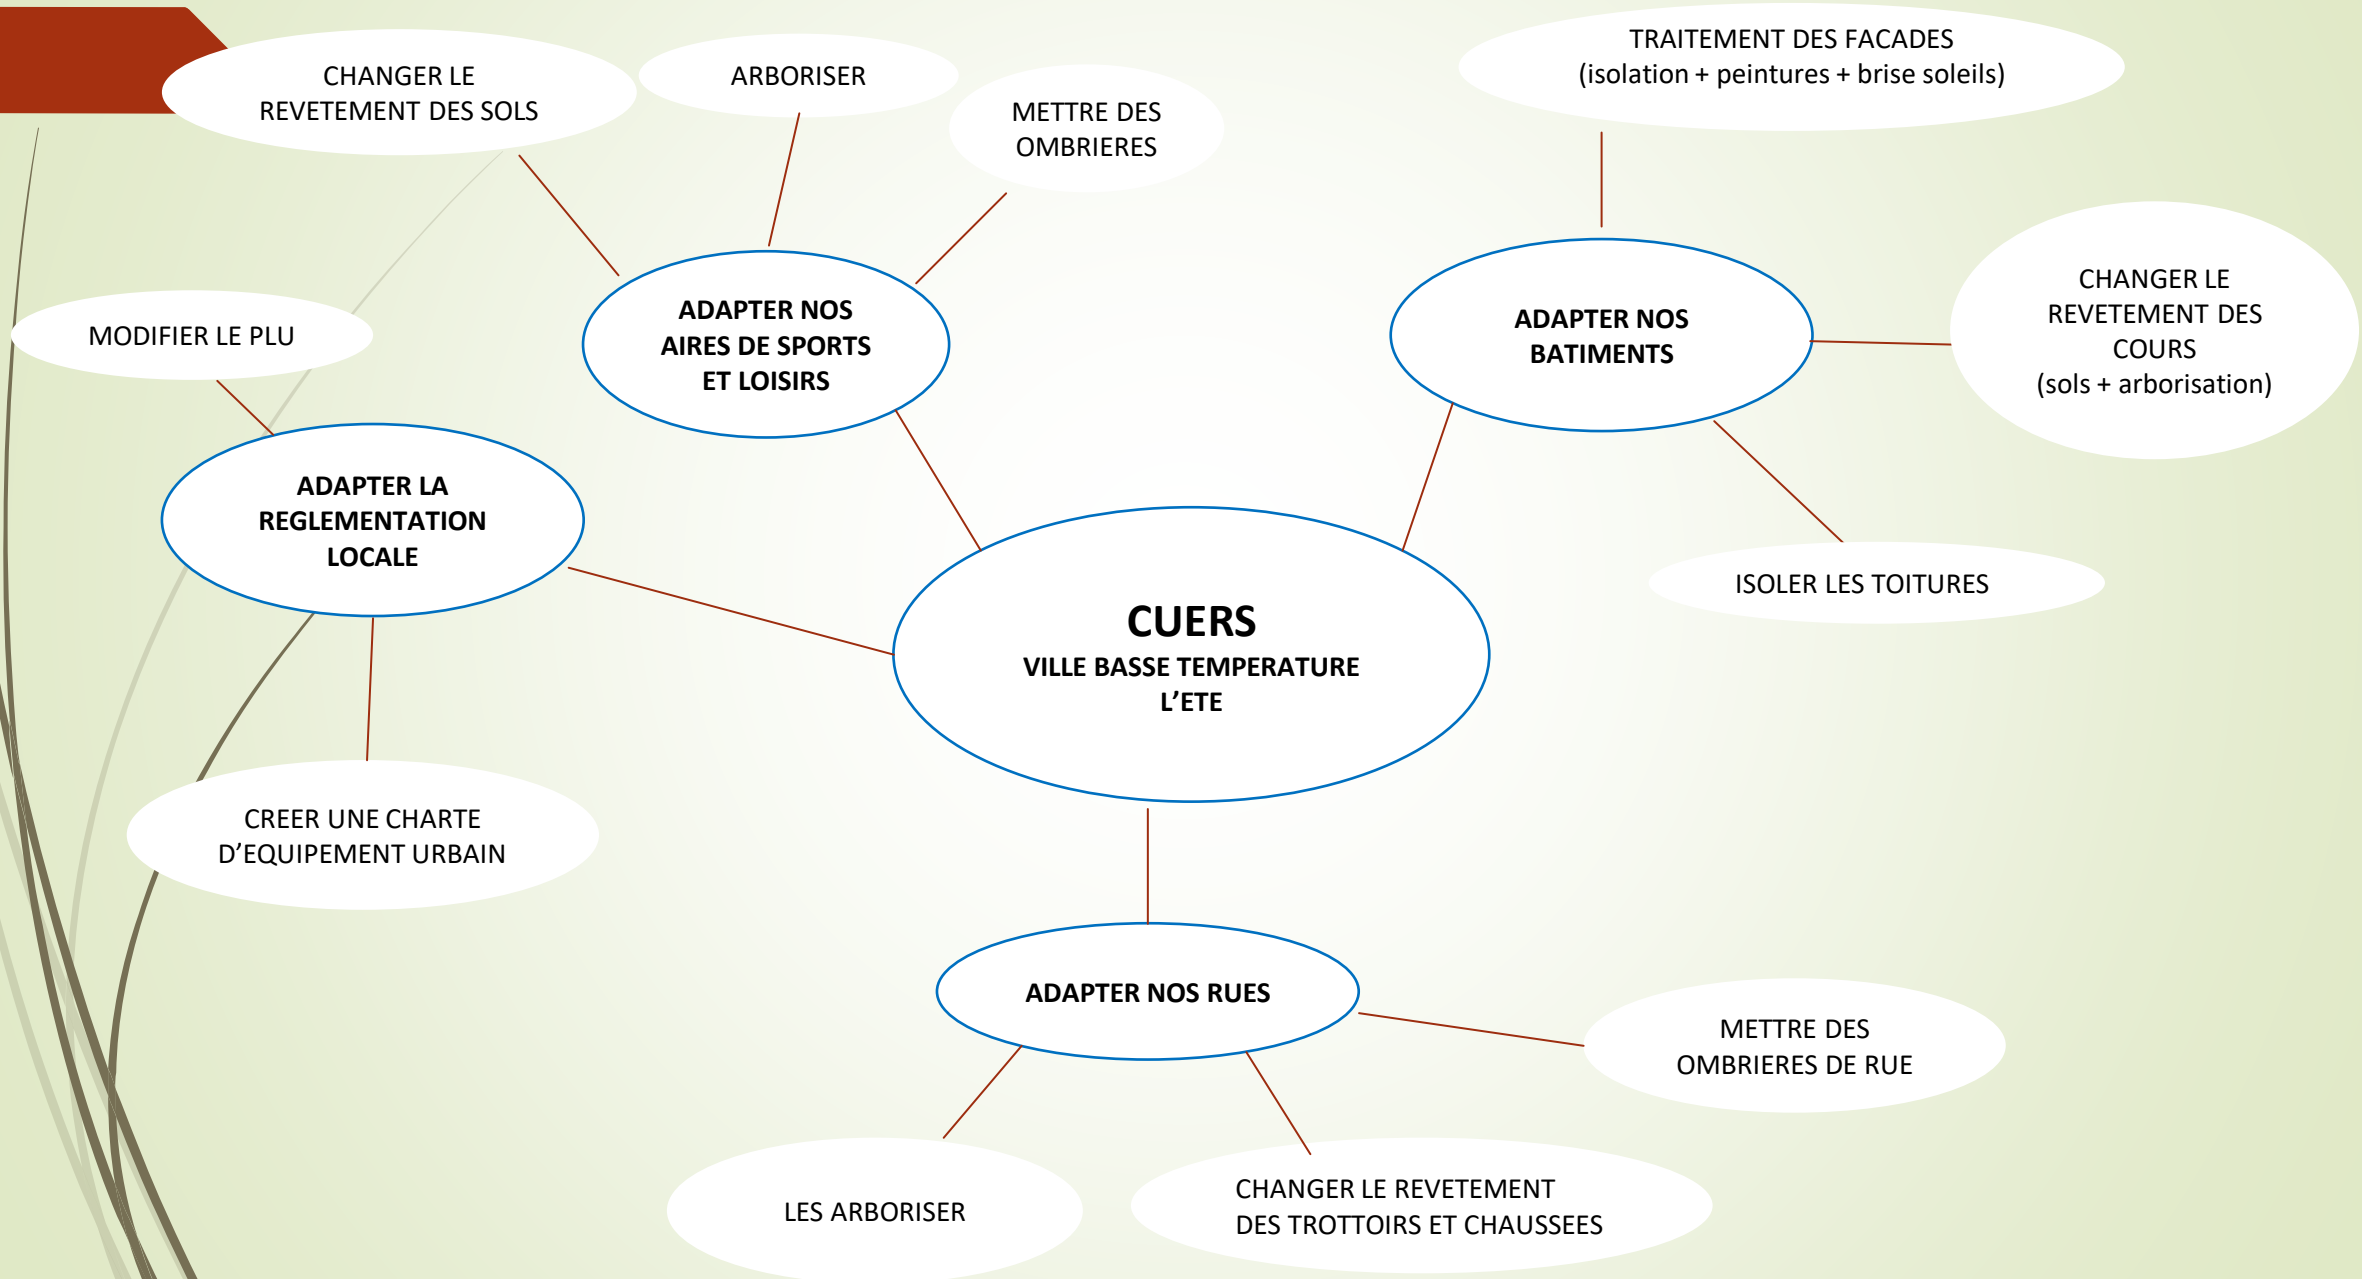 CHANGER LE
REVETEMENT DES SOLS
ARBORISER
METTRE DES
OMBRIERES
TRAITEMENT DES FACADES
(isolation + peintures + brise soleils)
MODIFIER LE PLU
ADAPTER NOS
AIRES DE SPORTS
ET LOISIRS
ADAPTER NOS
BATIMENTS
CHANGER LE
REVETEMENT DES
COURS
(sols + arborisation)
ADAPTER LA
REGLEMENTATION
LOCALE
ISOLER LES TOITURES
CUERS
VILLE BASSE TEMPERATURE
L’ETE
CREER UNE CHARTE
D’EQUIPEMENT URBAIN
ADAPTER NOS RUES
METTRE DES
OMBRIERES DE RUE
LES ARBORISER
CHANGER LE REVETEMENT
DES TROTTOIRS ET CHAUSSEES